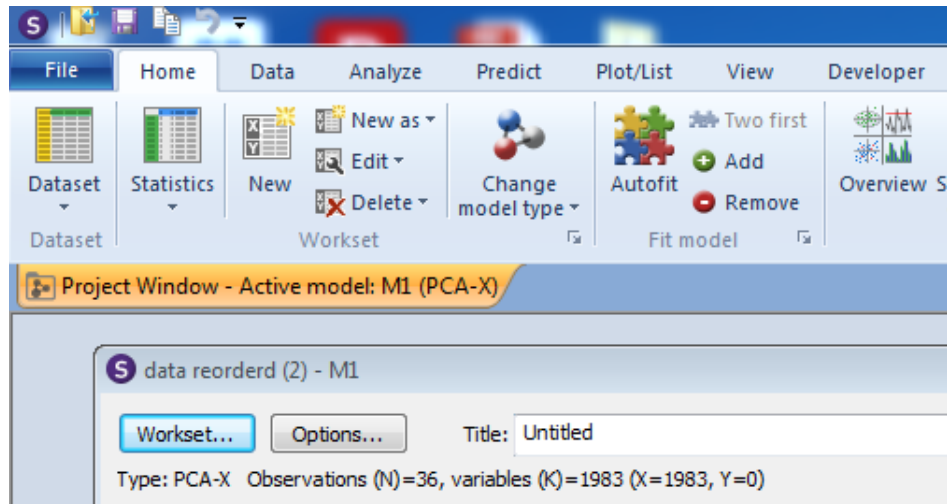 S
File Home Data Analyze Predict Plot/List View Developer
New as Two first
Edit Add
Dataset Statistics New Change model type Autofit Overview S
Delete Remove
Dataset Workset Fit model
Project Window - Active model: M1 (PCA-X)
S data reorderd (2) - M1
Workset... Options... Title: Untitled
Type: PCA-X Observations (N)=36, variables (K)=1983 (X=1983, Y=0)